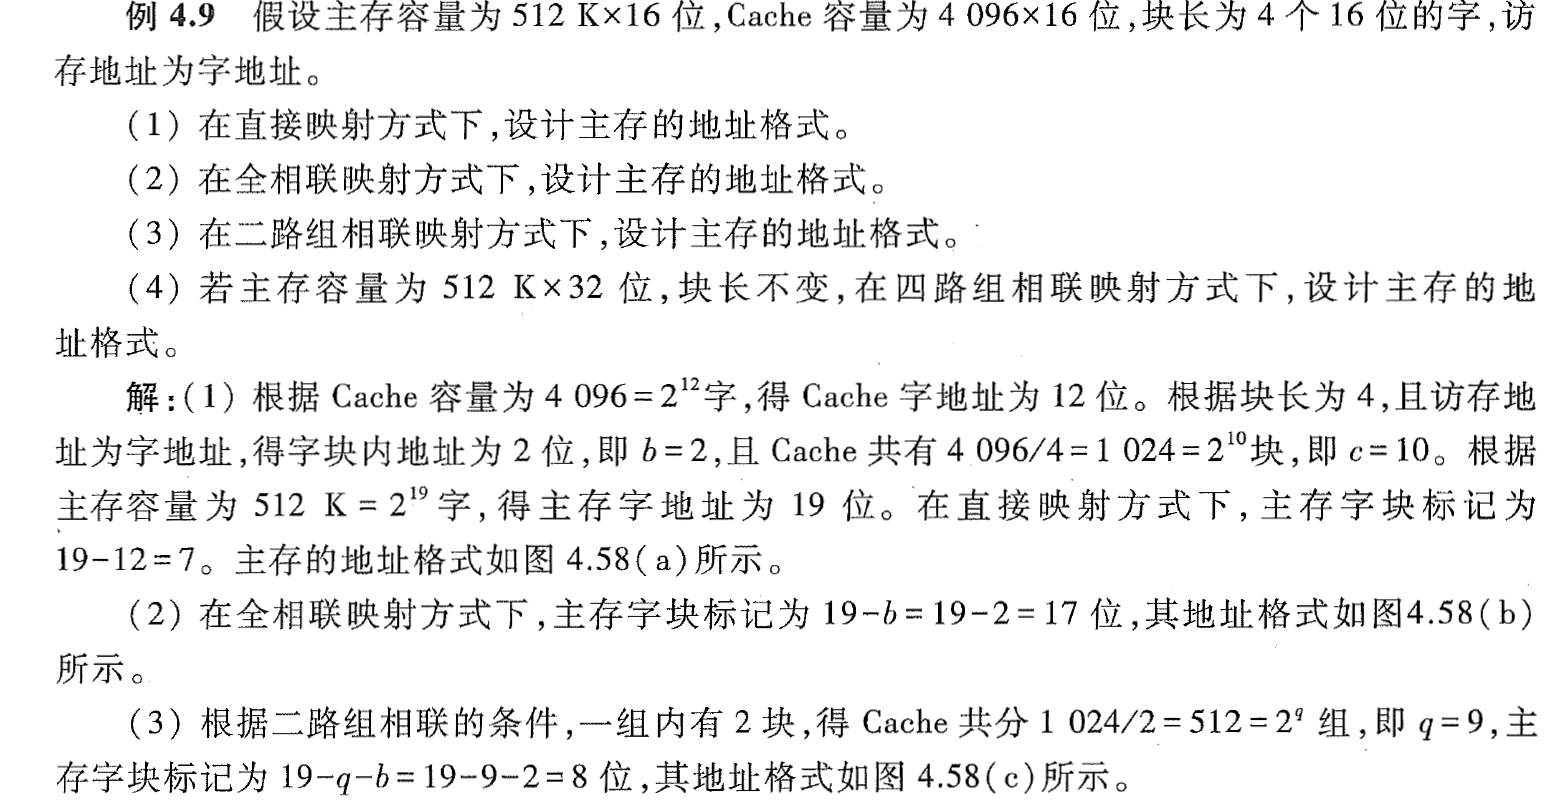 例 4.9　假设主存容量为 512 K×16 位,Cache 容量为 4 096×16 位,块长为 4 个 16 位的字,访
存地址为字地址。
(1) 在直接映射方式下,设计主存的地址格式。
(2) 在全相联映射方式下,设计主存的地址格式。
(3) 在二路组相联映射方式下,设计主存的地址格式。
(4) 若主存容量为 512 K×32 位,块长不变,在四路组相联映射方式下,设计主存的地
址格式。
解:(1) 根据 Cache 容量为 4 096=2¹²字,得 Cache 字地址为 12 位。根据块长为 4,且访存地
址为字地址,得字块内地址为 2 位,即 b=2,且 Cache 共有 4 096/4=1 024=2¹⁰块,即 c=10。根据
主存容量为 512 K=2¹⁹字,得主存字地址为 19 位。在直接映射方式下,主存字块标记为
19-12=7。主存的地址格式如图 4.58(a)所示。
(2) 在全相联映射方式下,主存字块标记为 19-b=19-2=17 位,其地址格式如图4.58(b)
所示。
(3) 根据二路组相联的条件,一组内有 2 块,得 Cache 共分 1 024/2=512=2^q 组,即 q=9,主
存字块标记为 19-q-b=19-9-2=8 位,其地址格式如图 4.58(c)所示。